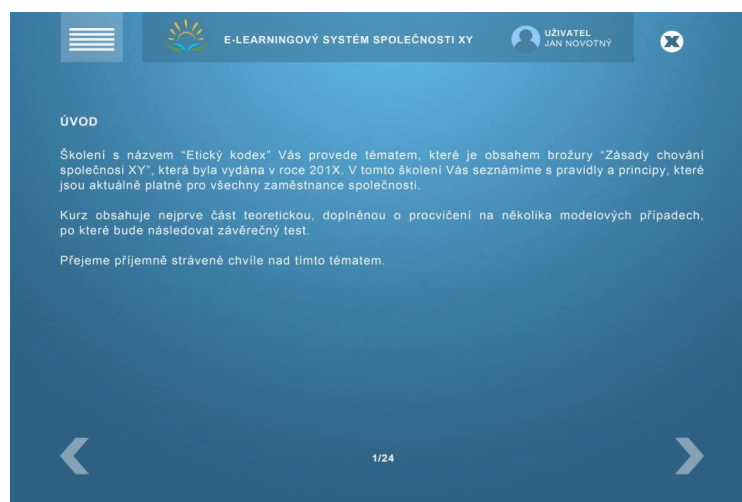 E-LEARNINGOVÝ SYSTÉM SPOLEČNOSTI XY
UŽIVATEL
JAN NOVOTNÝ
X
ÚVOD
Školení s názvem “Etický kodex” Vás provede tématem, které je obsahem brožury “Zásady chování
společnosi XY”, která byla vydána v roce 201X. V tomto školení Vás seznámíme s pravidly a principy, které
jsou aktuálně platné pro všechny zaměstnance společnosti.
Kurz obsahuje nejprve část teoretickou, doplněnou o procvičení na několika modelových případech,
po které bude následovat závěrečný test.
Přejeme příjemně strávené chvíle nad tímto tématem.
1/24